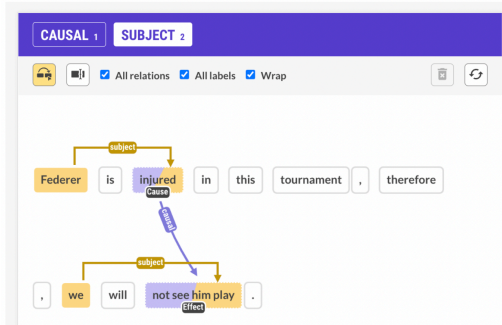 CAUSAL 1 SUBJECT 2
All relations All labels Wrap
subject
Federer is injured in this tournament , therefore
Cause
causal
subject
, we will not see him play .
Effect